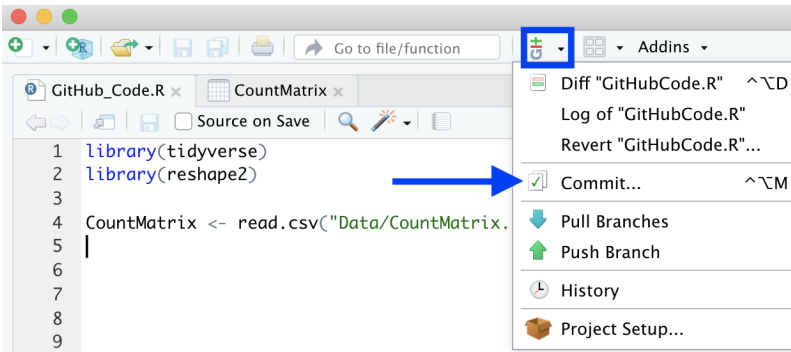 Go to file/function
git
Addins
GitHub_Code.R
CountMatrix
Source on Save
1 library(tidyverse)
2 library(reshape2)
3
4 CountMatrix <- read.csv("Data/CountMatrix.
5
6
7
8
9
Diff "GitHubCode.R" ^⌥D
Log of "GitHubCode.R"
Revert "GitHubCode.R"...
Commit... ^⌥M
Pull Branches
Push Branch
History
Project Setup...